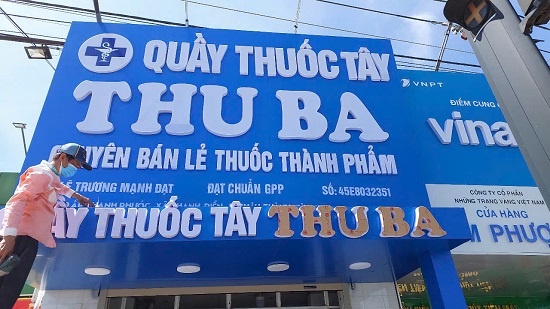 QUẦY THUỐC TÂY
THU BA
CHUYÊN BÁN LẺ THUỐC THÀNH PHẨM
LÊ TRƯƠNG MẠNH ĐẠT ĐẠT CHUẨN GPP SỐ: 45E8032351
THUỐC TÂY THU BA
VNPT
ĐIỂM CUNG
vina
CÔNG TY CỔ PHẦN
NHỮNG TRANG VÀNG VIỆT NAM
CỬA HÀNG
PHƯỢ